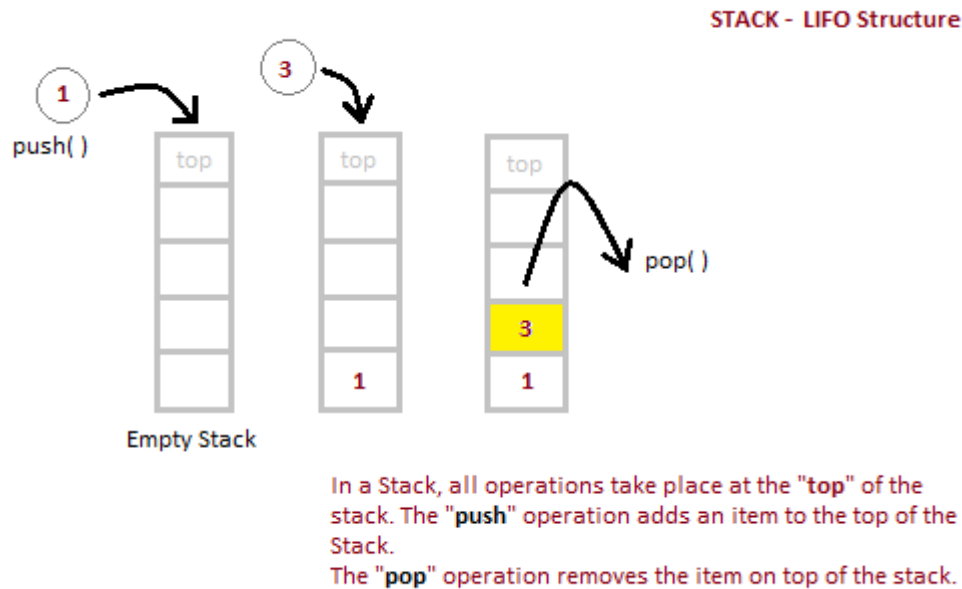 STACK - LIFO Structure
1
3
push( )
top
top
top
pop( )
3
1
1
Empty Stack
In a Stack, all operations take place at the "top" of the
stack. The "push" operation adds an item to the top of the
Stack.
The "pop" operation removes the item on top of the stack.